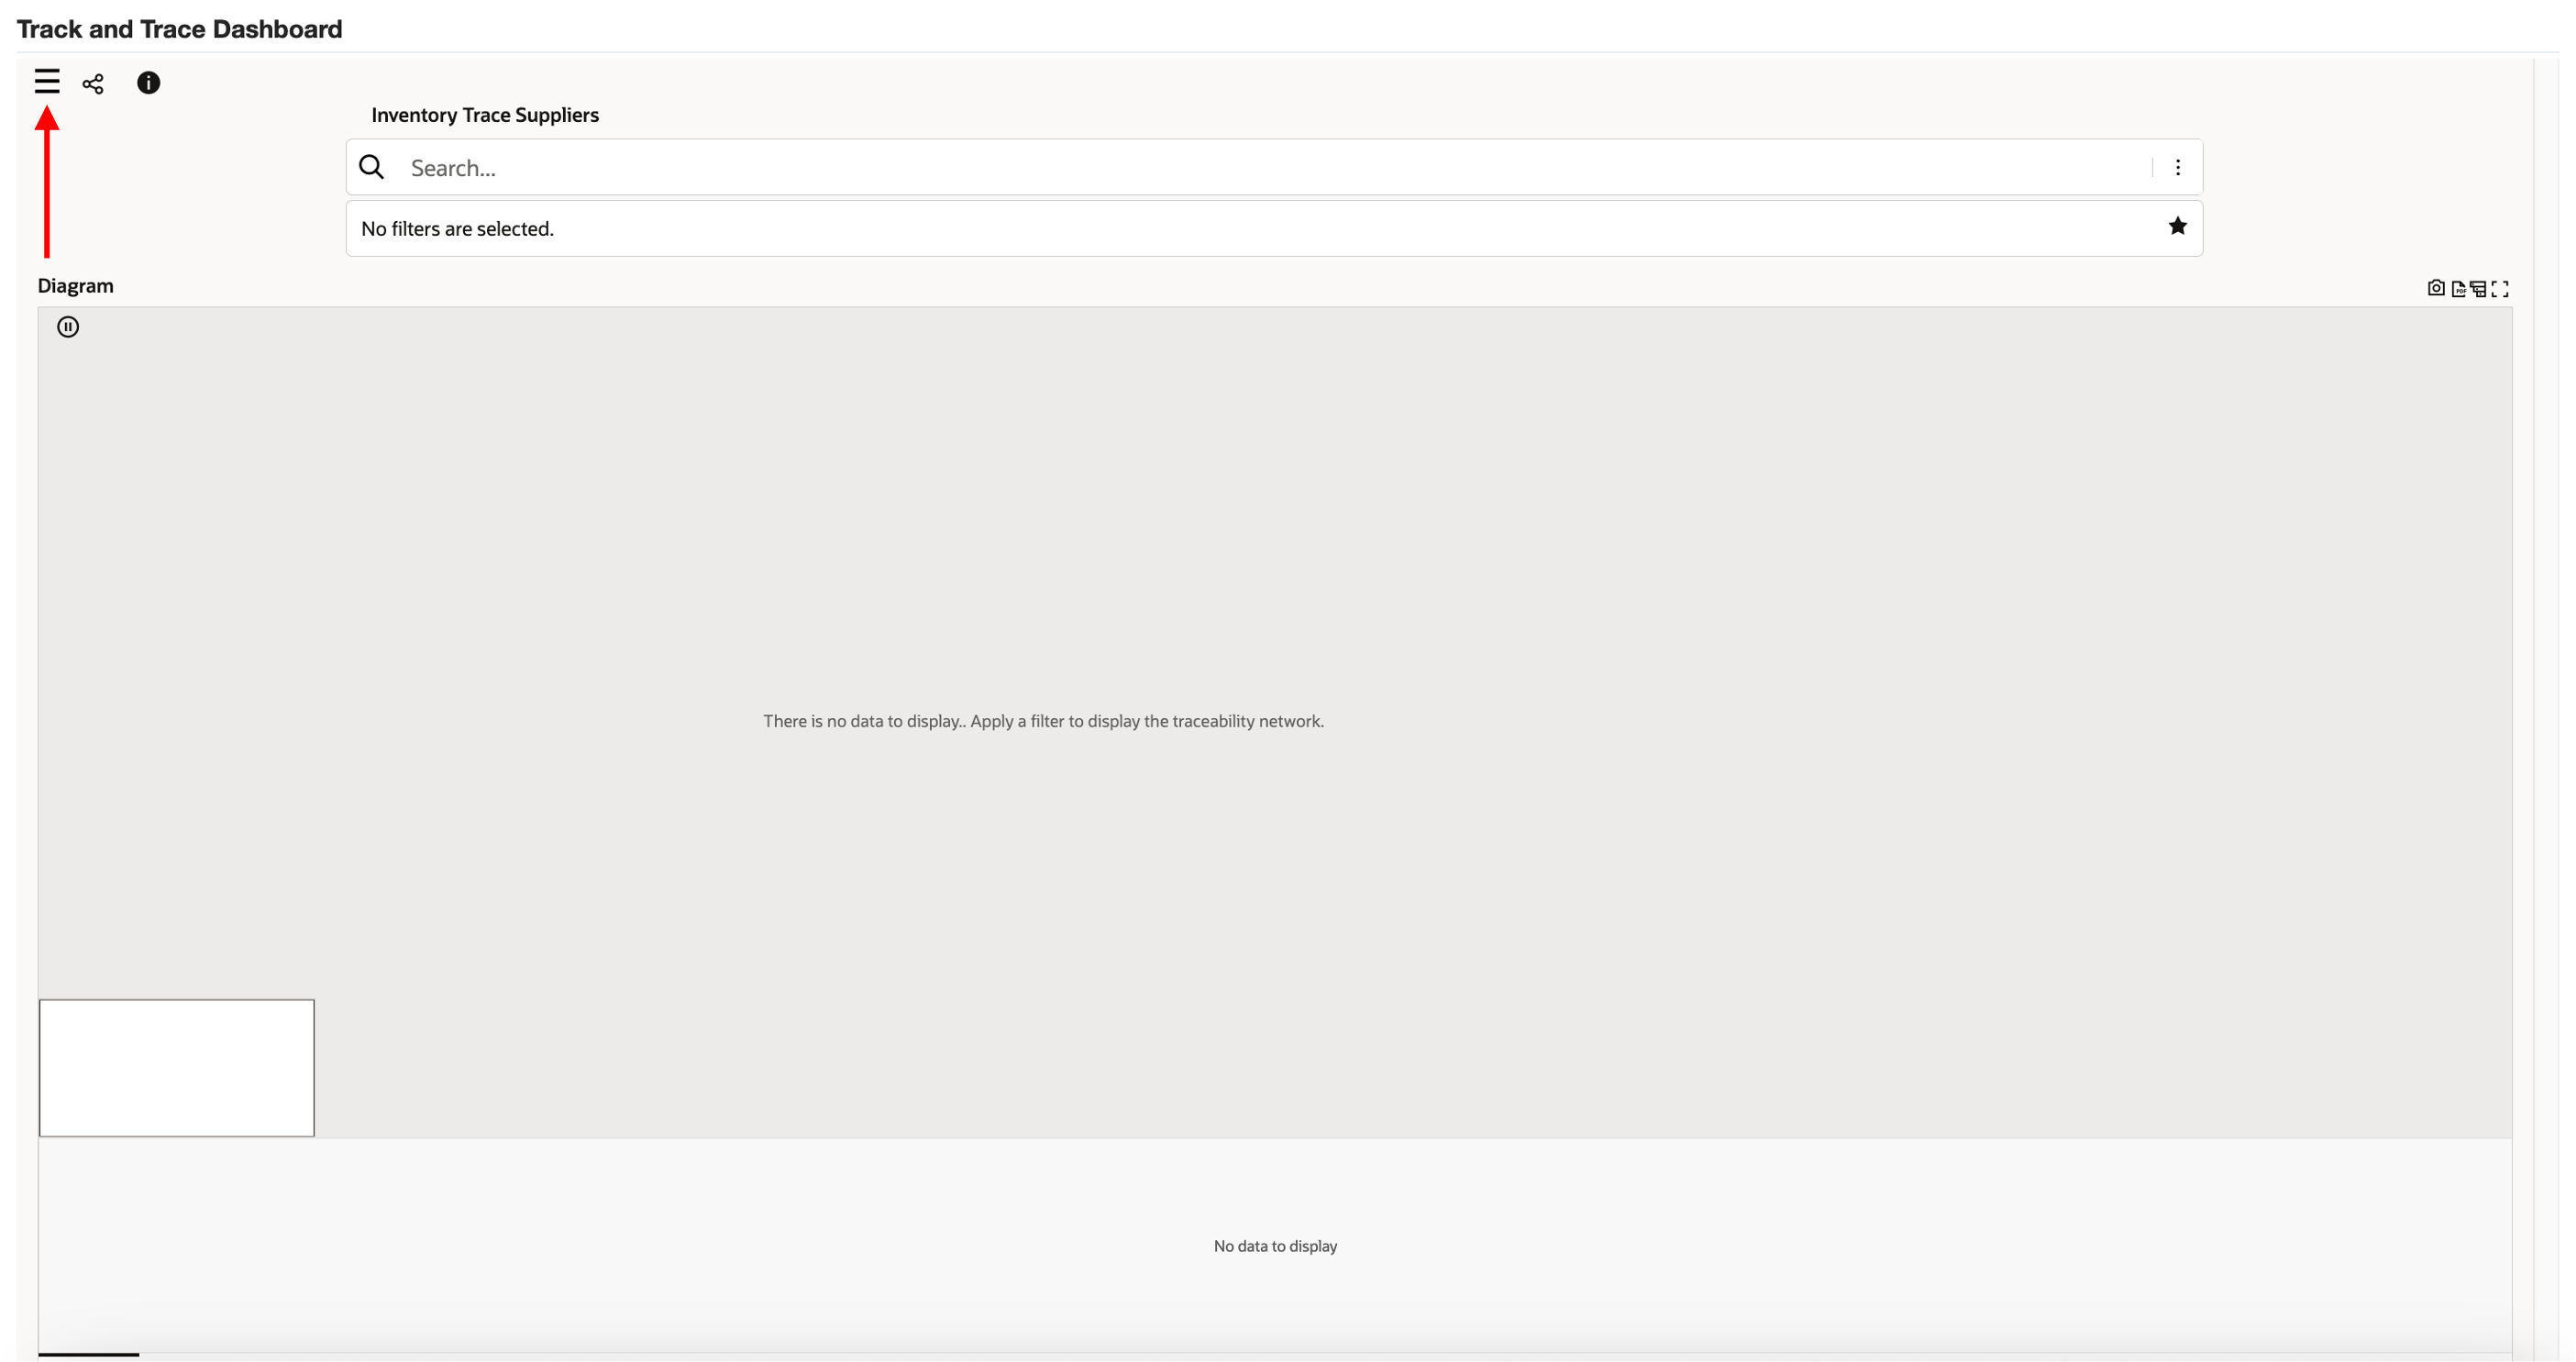 Track and Trace Dashboard
Inventory Trace Suppliers
Search...
No filters are selected.
Diagram
PDF
There is no data to display.. Apply a filter to display the traceability network.
No data to display